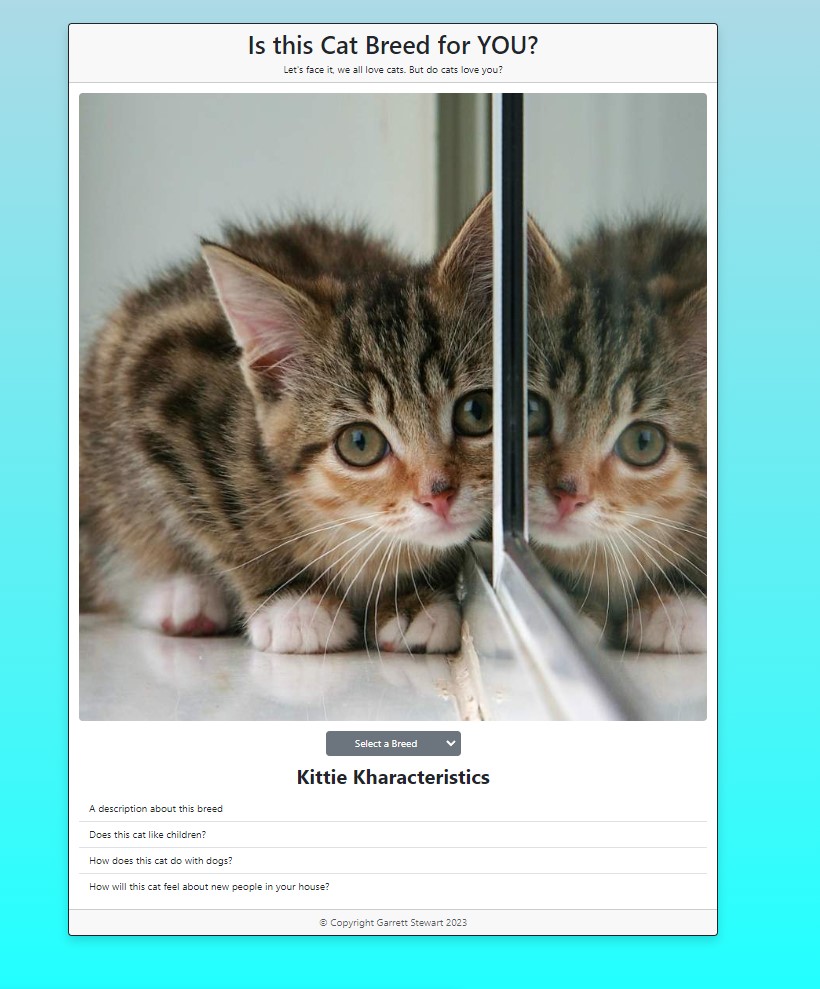 Is this Cat Breed for YOU?
Let's face it, we all love cats. But do cats love you?
Select a Breed
Kittie Kharacteristics
A description about this breed
Does this cat like children?
How does this cat do with dogs?
How will this cat feel about new people in your house?
© Copyright Garrett Stewart 2023